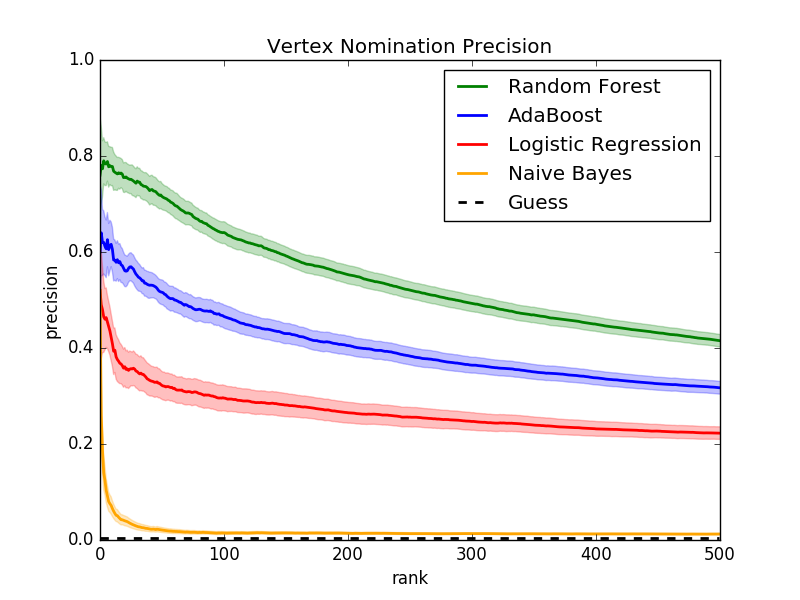 Vertex Nomination Precision
1.0
0.8
0.6
0.4
0.2
0.0
precision
Random Forest
AdaBoost
Logistic Regression
Naive Bayes
Guess
0 100 200 300 400 500
rank